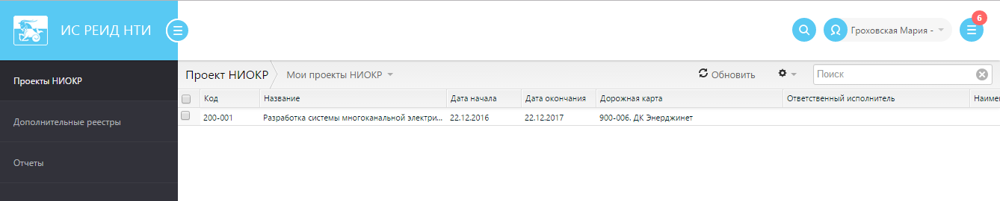 ИС РЕИД НТИ
Гроховская Мария -
6
Проекты НИОКР
Дополнительные реестры
Отчеты
Проект НИОКР Мои проекты НИОКР Обновить Поиск
Код Название Дата начала Дата окончания Дорожная карта Ответственный исполнитель Наиме
200-001 Разработка системы многоканальной электри... 22.12.2016 22.12.2017 900-006. ДК Энерджинет